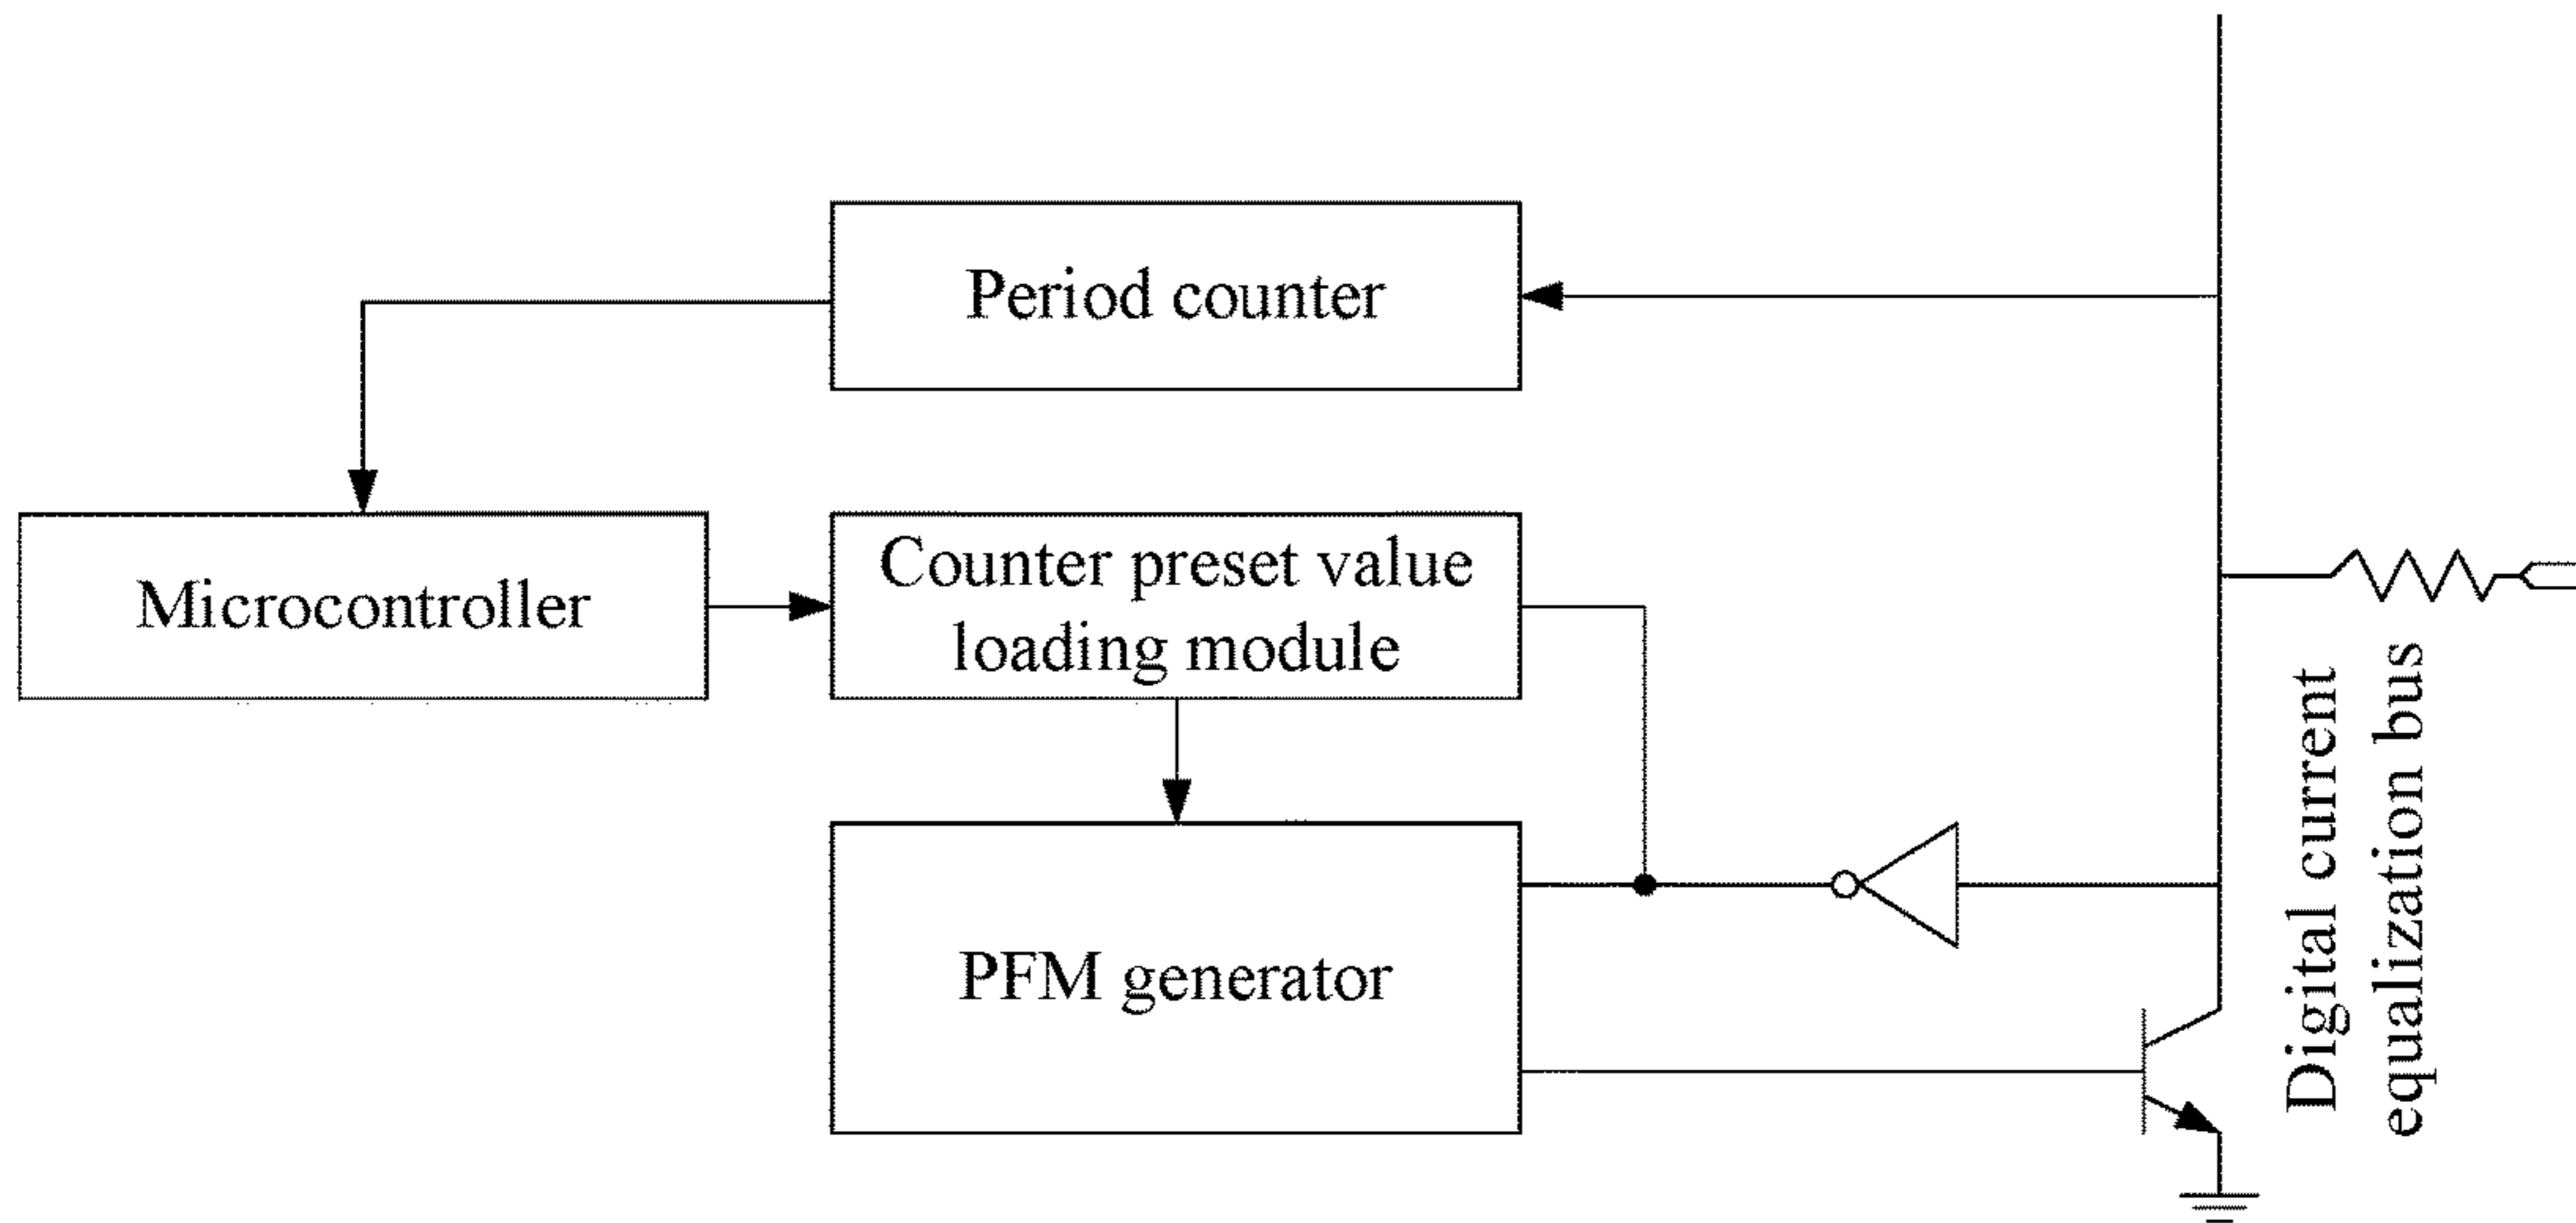 Period counter
Microcontroller
Counter preset value
loading module
PFM generator
Digital current
equalization bus